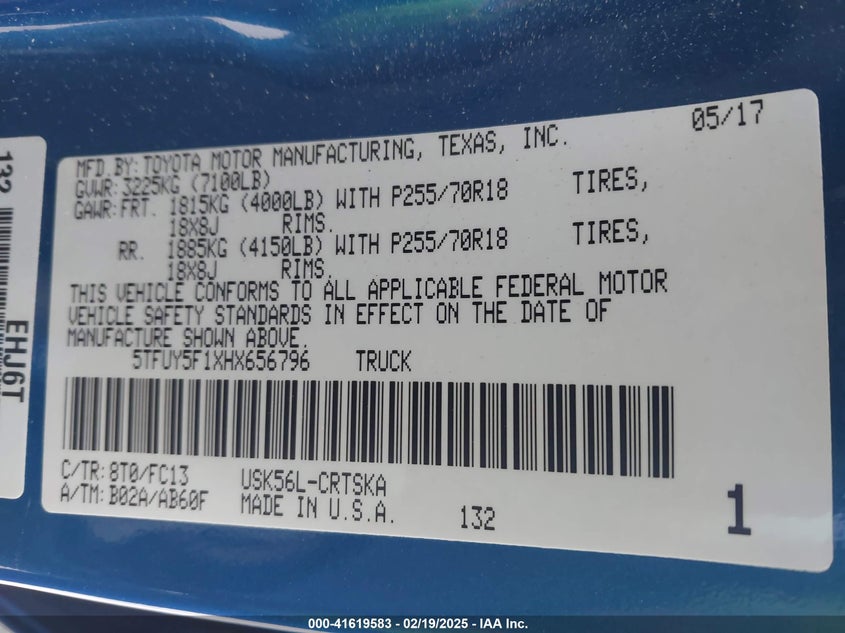 05/17
MFD.BY:TOYOTA MOTOR MANUFACTURING, TEXAS, INC.
GVWR:3225KG (7100LB)
GAWR:FRT. 1815KG (4000LB) WITH P255/70R18 TIRES,
18X8J RIMS.
RR. 1885KG (4150LB) WITH P255/70R18 TIRES,
18X8J RIMS.
THIS VEHICLE CONFORMS TO ALL APPLICABLE FEDERAL MOTOR
VEHICLE SAFETY STANDARDS IN EFFECT ON THE DATE OF
MANUFACTURE SHOWN ABOVE.
5TFUY5F1XHX656796 TRUCK
C/TR:8T0/FC13 USK56L-CRTSKA
A/TM:B02A/AB60F MADE IN U.S.A. 132 1
132
EHJ6T
000-41619583 - 02/19/2025 - IAA Inc.